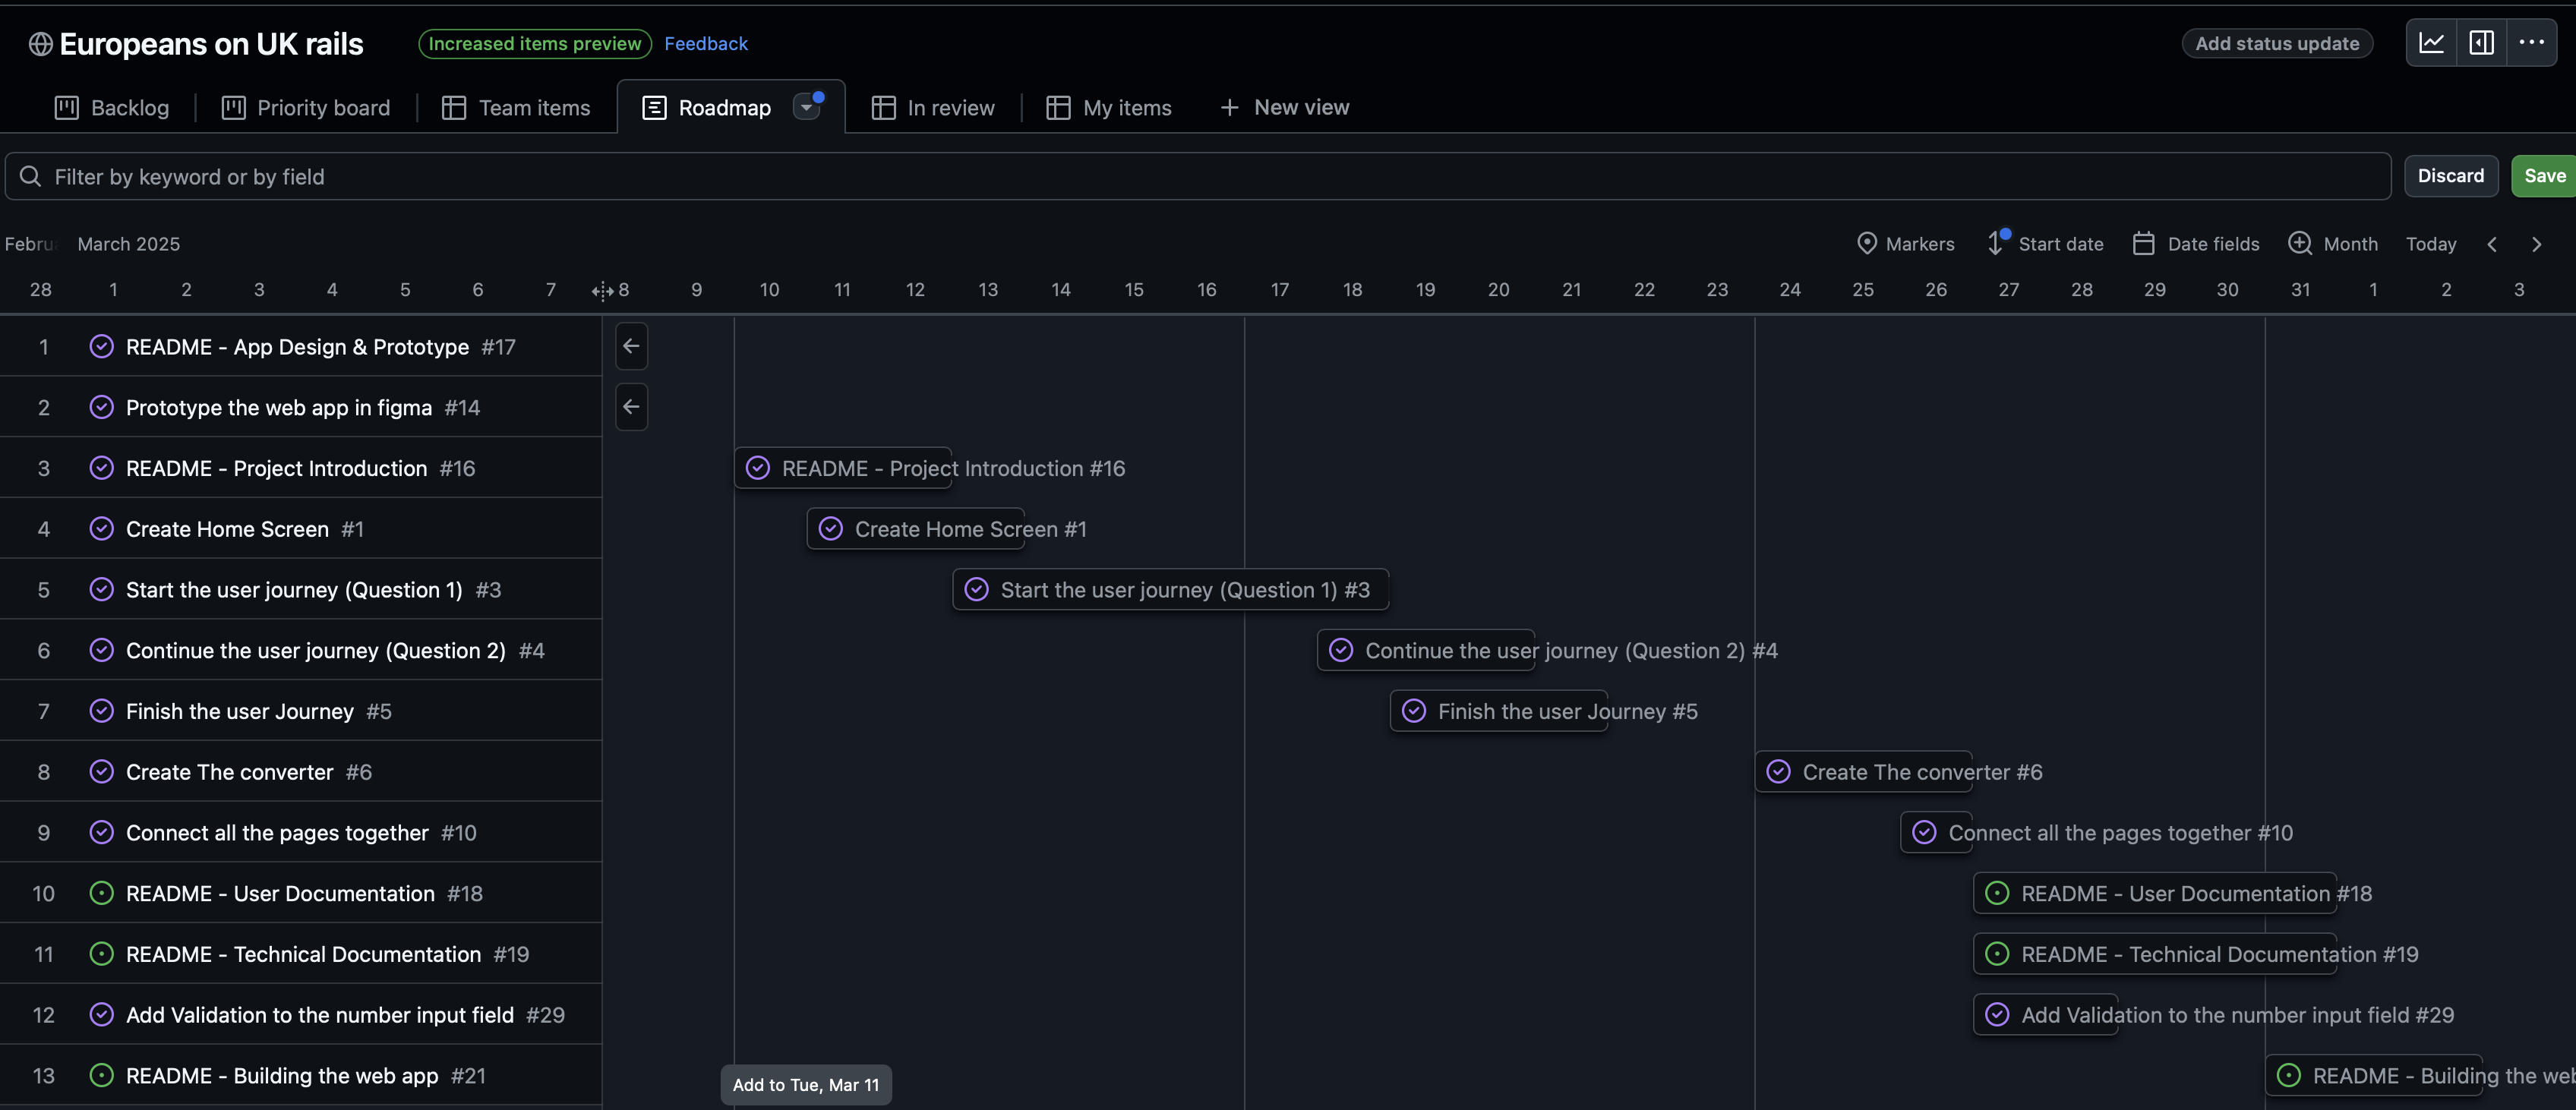 Europeans on UK rails Increased items preview Feedback Add status update
Backlog Priority board Team items Roadmap In review My items + New view
Filter by keyword or by field Discard Save
Februa March 2025 Markers Start date Date fields Month Today
28 1 2 3 4 5 6 7 8 9 10 11 12 13 14 15 16 17 18 19 20 21 22 23 24 25 26 27 28 29 30 31 1 2 3
1 README - App Design & Prototype #17
2 Prototype the web app in figma #14
3 README - Project Introduction #16 README - Project Introduction #16
4 Create Home Screen #1 Create Home Screen #1
5 Start the user journey (Question 1) #3 Start the user journey (Question 1) #3
6 Continue the user journey (Question 2) #4 Continue the user journey (Question 2) #4
7 Finish the user Journey #5 Finish the user Journey #5
8 Create The converter #6 Create The converter #6
9 Connect all the pages together #10 Connect all the pages together #10
10 README - User Documentation #18 README - User Documentation #18
11 README - Technical Documentation #19 README - Technical Documentation #19
12 Add Validation to the number input field #29 Add Validation to the number input field #29
13 README - Building the web app #21 Add to Tue, Mar 11 README - Building the web